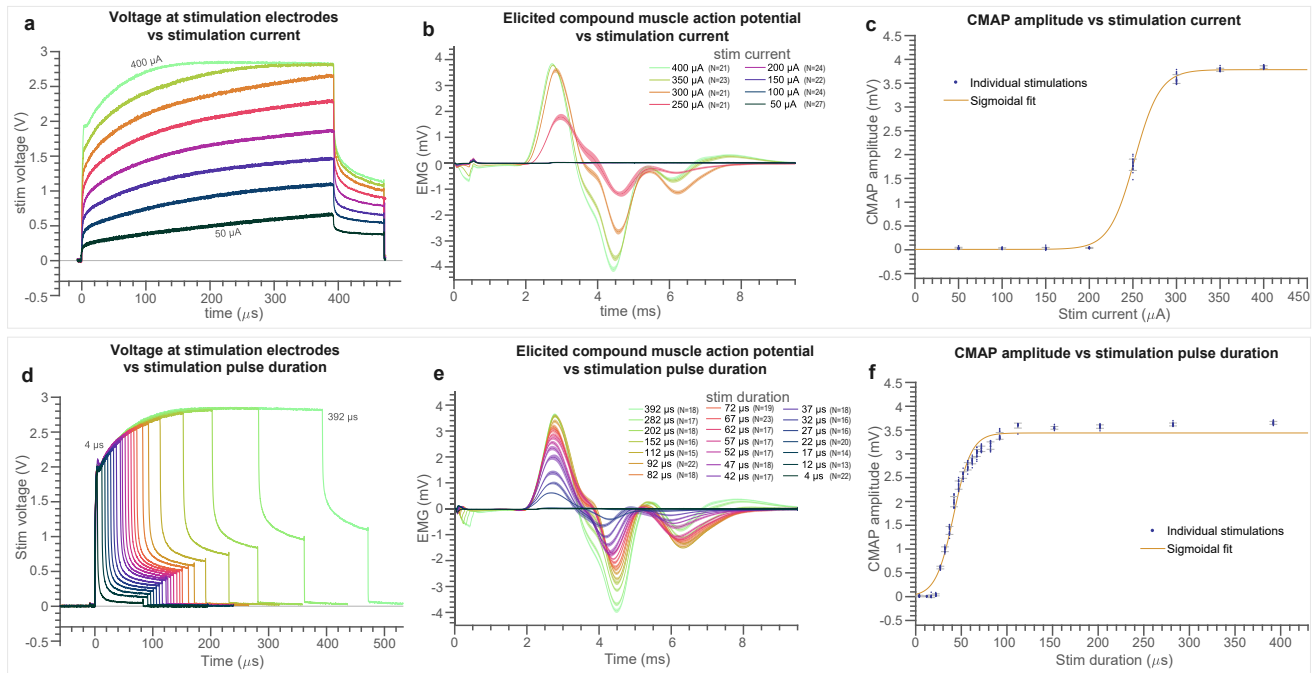 a
Voltage at stimulation electrodes
vs stimulation current
stim voltage (V)
3
2.5
2
1.5
1
0.5
0
-0.5
400 µA
50 µA
0 100 200 300 400
time (µs)
b
Elicited compound muscle action potential
vs stimulation current
stim current
400 µA (N=21) 200 µA (N=24)
350 µA (N=23) 150 µA (N=22)
300 µA (N=21) 100 µA (N=24)
250 µA (N=21) 50 µA (N=27)
EMG (mV)
4
3
2
1
0
-1
-2
-3
-4
0 2 4 6 8
time (ms)
c
CMAP amplitude vs stimulation current
CMAP amplitude (mV)
4.5
4
3.5
3
2.5
2
1.5
1
0.5
0
-0.5
Individual stimulations
Sigmoidal fit
0 50 100 150 200 250 300 350 400 450
Stim current (µA)
d
Voltage at stimulation electrodes
vs stimulation pulse duration
Stim voltage (V)
3
2.5
2
1.5
1
0.5
0
-0.5
4 µs
392 µs
0 100 200 300 400 500
Time (µs)
e
Elicited compound muscle action potential
vs stimulation pulse duration
stim duration
392 µs (N=18) 72 µs (N=19) 37 µs (N=18)
282 µs (N=17) 67 µs (N=23) 32 µs (N=16)
202 µs (N=18) 62 µs (N=17) 27 µs (N=16)
152 µs (N=16) 57 µs (N=17) 22 µs (N=20)
112 µs (N=15) 52 µs (N=17) 17 µs (N=14)
92 µs (N=22) 47 µs (N=18) 12 µs (N=13)
82 µs (N=18) 42 µs (N=17) 4 µs (N=22)
EMG (mV)
4
3
2
1
0
-1
-2
-3
-4
0 2 4 6 8
Time (ms)
f
CMAP amplitude vs stimulation pulse duration
CMAP amplitude (mV)
4.5
4
3.5
3
2.5
2
1.5
1
0.5
0
-0.5
Individual stimulations
Sigmoidal fit
0 50 100 150 200 250 300 350 400
Stim duration (µs)